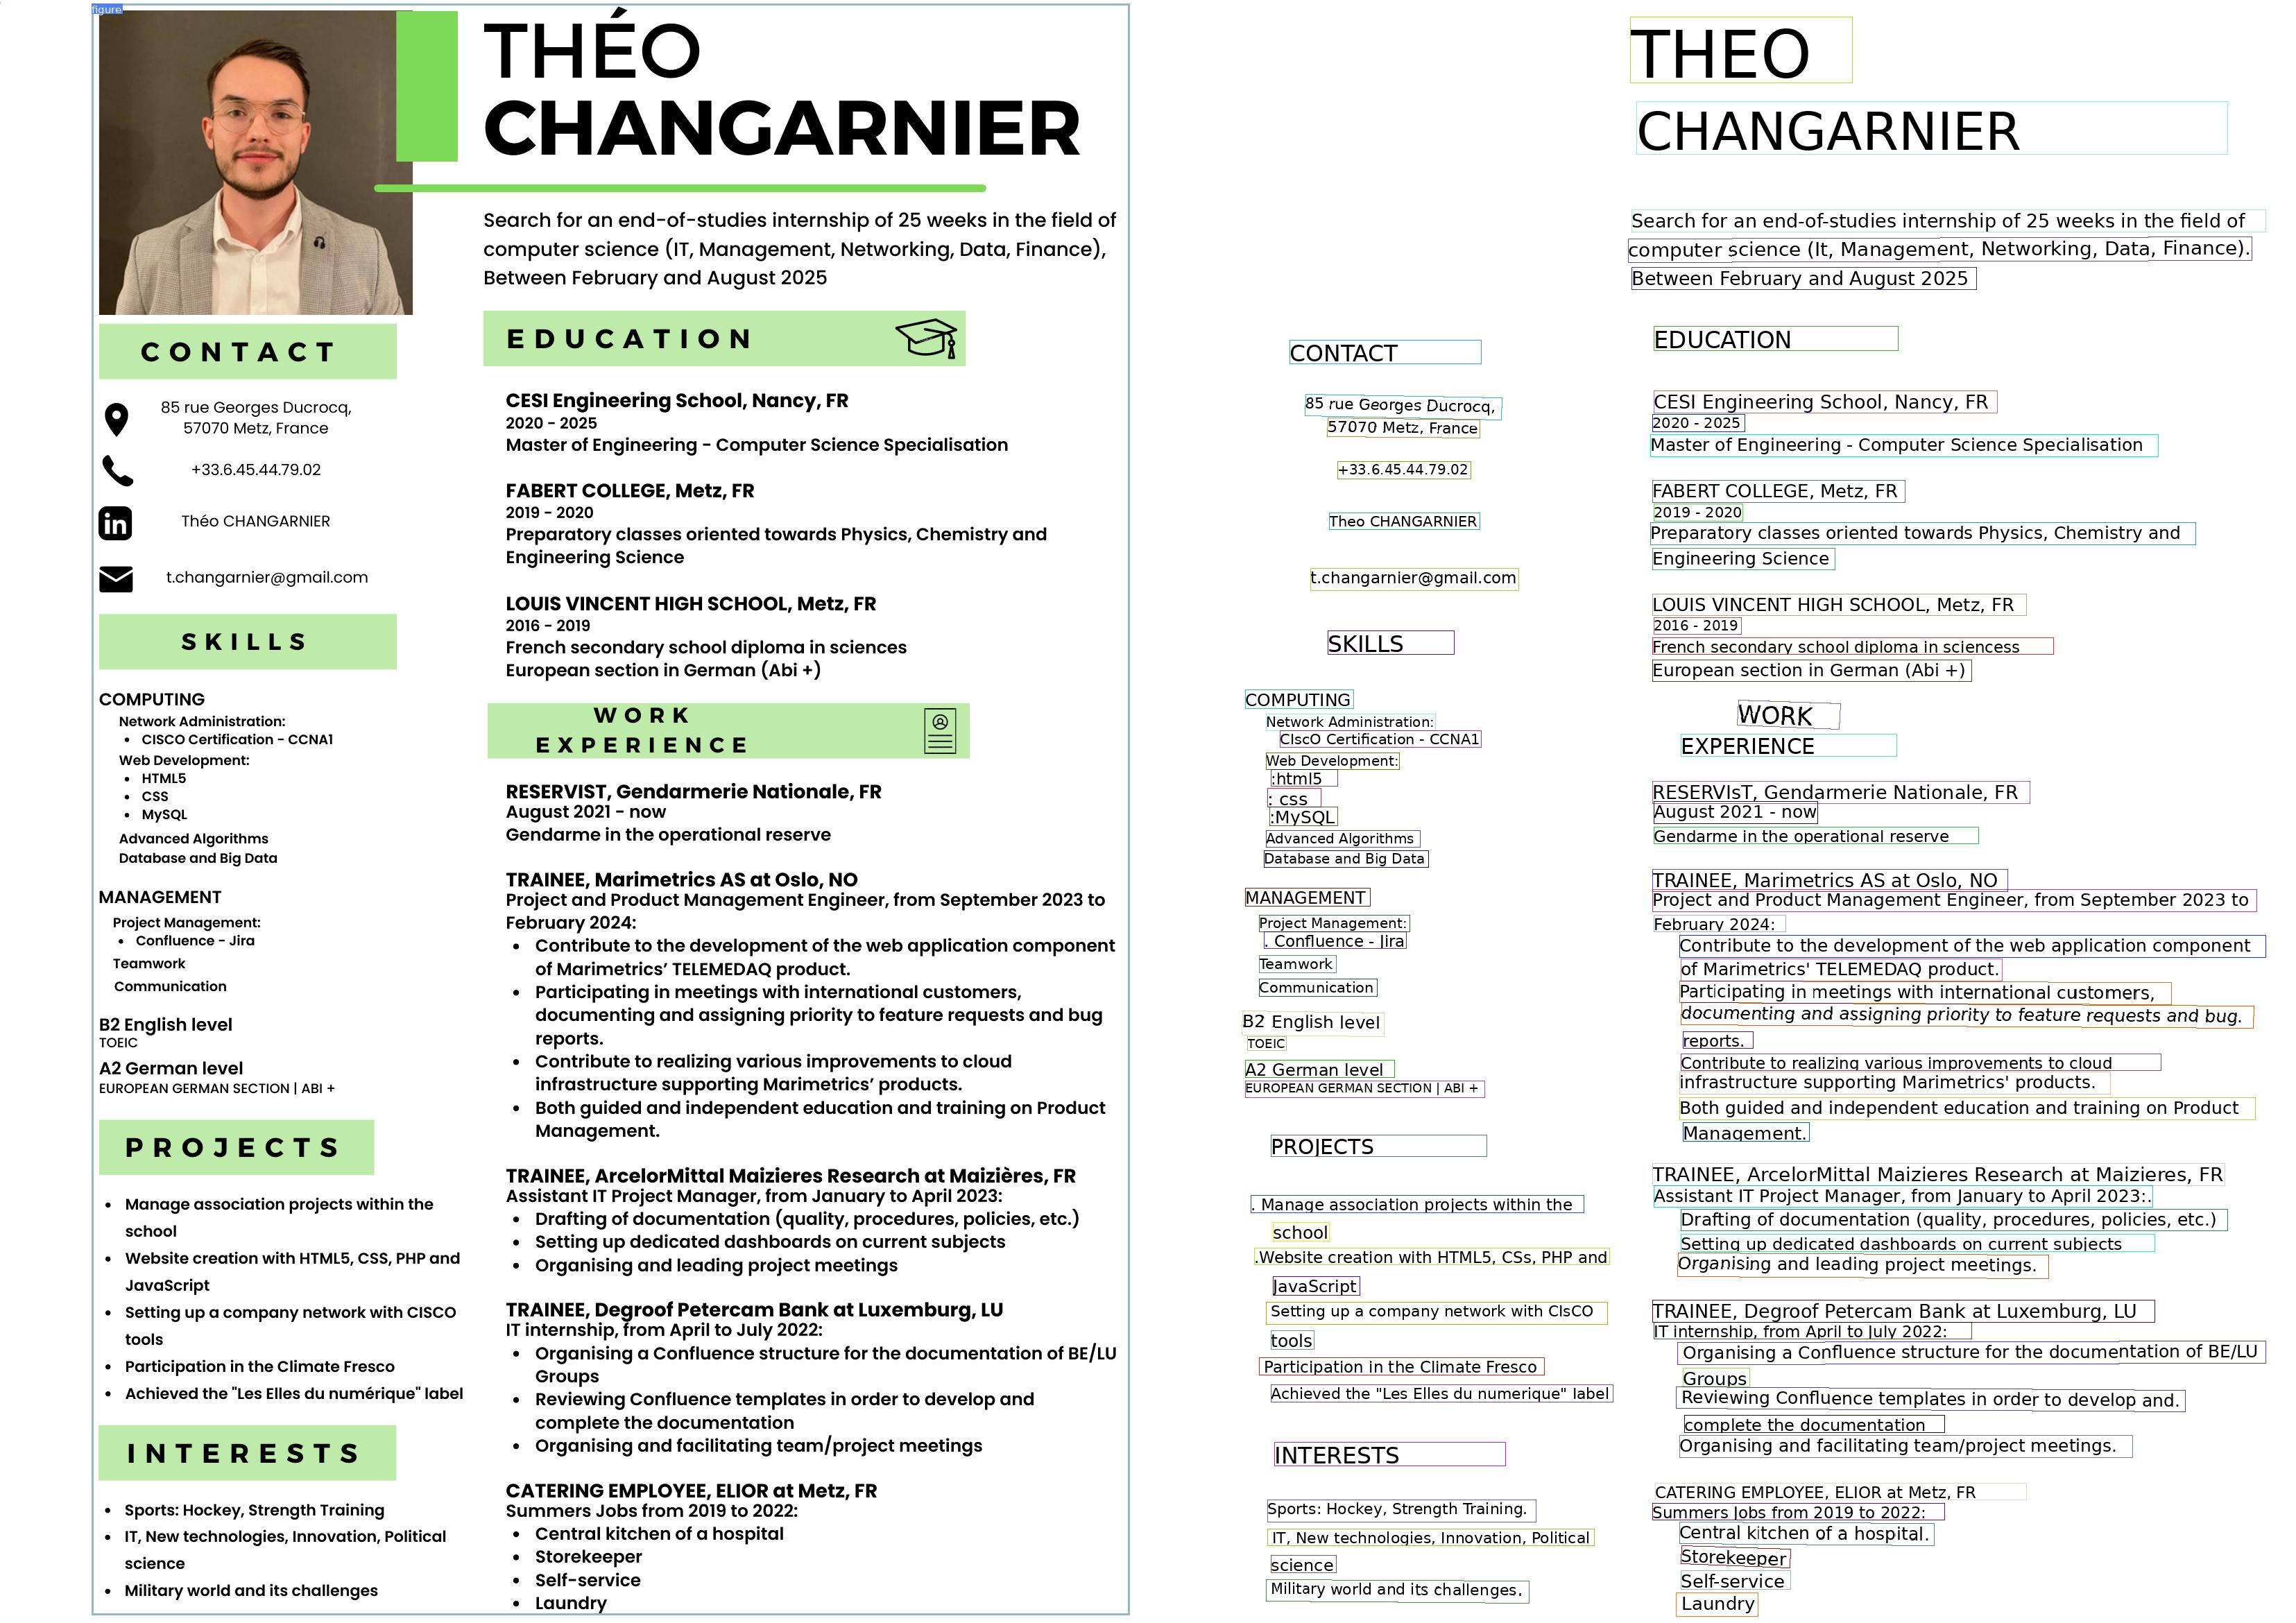 figure
THÉO
CHANGARNIER
Search for an end-of-studies internship of 25 weeks in the field of
computer science (IT, Management, Networking, Data, Finance),
Between February and August 2025
CONTACT
85 rue Georges Ducrocq,
57070 Metz, France
+33.6.45.44.79.02
Théo CHANGARNIER
t.changarnier@gmail.com
SKILLS
COMPUTING
Network Administration:
• CISCO Certification - CCNA1
Web Development:
• HTML5
• CSS
• MySQL
Advanced Algorithms
Database and Big Data
MANAGEMENT
Project Management:
• Confluence - Jira
Teamwork
Communication
B2 English level
TOEIC
A2 German level
EUROPEAN GERMAN SECTION | ABI +
PROJECTS
• Manage association projects within the
school
• Website creation with HTML5, CSS, PHP and
JavaScript
• Setting up a company network with CISCO
tools
• Participation in the Climate Fresco
• Achieved the "Les Elles du numérique" label
INTERESTS
• Sports: Hockey, Strength Training
• IT, New technologies, Innovation, Political
science
• Military world and its challenges
EDUCATION
CESI Engineering School, Nancy, FR
2020 - 2025
Master of Engineering - Computer Science Specialisation
FABERT COLLEGE, Metz, FR
2019 - 2020
Preparatory classes oriented towards Physics, Chemistry and
Engineering Science
LOUIS VINCENT HIGH SCHOOL, Metz, FR
2016 - 2019
French secondary school diploma in sciences
European section in German (Abi +)
WORK
EXPERIENCE
RESERVIST, Gendarmerie Nationale, FR
August 2021 - now
Gendarme in the operational reserve
TRAINEE, Marimetrics AS at Oslo, NO
Project and Product Management Engineer, from September 2023 to
February 2024:
• Contribute to the development of the web application component
of Marimetrics’ TELEMEDAQ product.
• Participating in meetings with international customers,
documenting and assigning priority to feature requests and bug
reports.
• Contribute to realizing various improvements to cloud
infrastructure supporting Marimetrics’ products.
• Both guided and independent education and training on Product
Management.
TRAINEE, ArcelorMittal Maizieres Research at Maizières, FR
Assistant IT Project Manager, from January to April 2023:
• Drafting of documentation (quality, procedures, policies, etc.)
• Setting up dedicated dashboards on current subjects
• Organising and leading project meetings
TRAINEE, Degroof Petercam Bank at Luxemburg, LU
IT internship, from April to July 2022:
• Organising a Confluence structure for the documentation of BE/LU
Groups
• Reviewing Confluence templates in order to develop and
complete the documentation
• Organising and facilitating team/project meetings
CATERING EMPLOYEE, ELIOR at Metz, FR
Summers Jobs from 2019 to 2022:
• Central kitchen of a hospital
• Storekeeper
• Self-service
• Laundry
THEO
CHANGARNIER
Search for an end-of-studies internship of 25 weeks in the field of
computer science (It, Management, Networking, Data, Finance).
Between February and August 2025
CONTACT
85 rue Georges Ducrocq,
57070 Metz, France
+33.6.45.44.79.02
Theo CHANGARNIER
t.changarnier@gmail.com
SKILLS
COMPUTING
Network Administration:
CIscO Certification - CCNA1
Web Development:
:html5
: css
:MySQL
Advanced Algorithms
Database and Big Data
MANAGEMENT
Project Management:
. Confluence - Jira
Teamwork
Communication
B2 English level
TOEIC
A2 German level
EUROPEAN GERMAN SECTION | ABI +
PROJECTS
. Manage association projects within the
school
.Website creation with HTML5, CSs, PHP and
JavaScript
Setting up a company network with CIsCO
tools
Participation in the Climate Fresco
Achieved the "Les Elles du numerique" label
INTERESTS
Sports: Hockey, Strength Training.
IT, New technologies, Innovation, Political
science
Military world and its challenges.
EDUCATION
CESI Engineering School, Nancy, FR
2020 - 2025
Master of Engineering - Computer Science Specialisation
FABERT COLLEGE, Metz, FR
2019 - 2020
Preparatory classes oriented towards Physics, Chemistry and
Engineering Science
LOUIS VINCENT HIGH SCHOOL, Metz, FR
2016 - 2019
French secondary school diploma in sciencess
European section in German (Abi +)
WORK
EXPERIENCE
RESERVIsT, Gendarmerie Nationale, FR
August 2021 - now
Gendarme in the operational reserve
TRAINEE, Marimetrics AS at Oslo, NO
Project and Product Management Engineer, from September 2023 to
February 2024:
Contribute to the development of the web application component
of Marimetrics' TELEMEDAQ product.
Participating in meetings with international customers,
documenting and assigning priority to feature requests and bug.
reports.
Contribute to realizing various improvements to cloud
infrastructure supporting Marimetrics' products.
Both guided and independent education and training on Product
Management.
TRAINEE, ArcelorMittal Maizieres Research at Maizieres, FR
Assistant IT Project Manager, from January to April 2023:.
Drafting of documentation (quality, procedures, policies, etc.)
Setting up dedicated dashboards on current subjects
Organising and leading project meetings.
TRAINEE, Degroof Petercam Bank at Luxemburg, LU
IT internship, from April to July 2022:
Organising a Confluence structure for the documentation of BE/LU
Groups
Reviewing Confluence templates in order to develop and.
complete the documentation
Organising and facilitating team/project meetings.
CATERING EMPLOYEE, ELIOR at Metz, FR
Summers Jobs from 2019 to 2022:
Central kitchen of a hospital.
Storekeeper
Self-service
Laundry